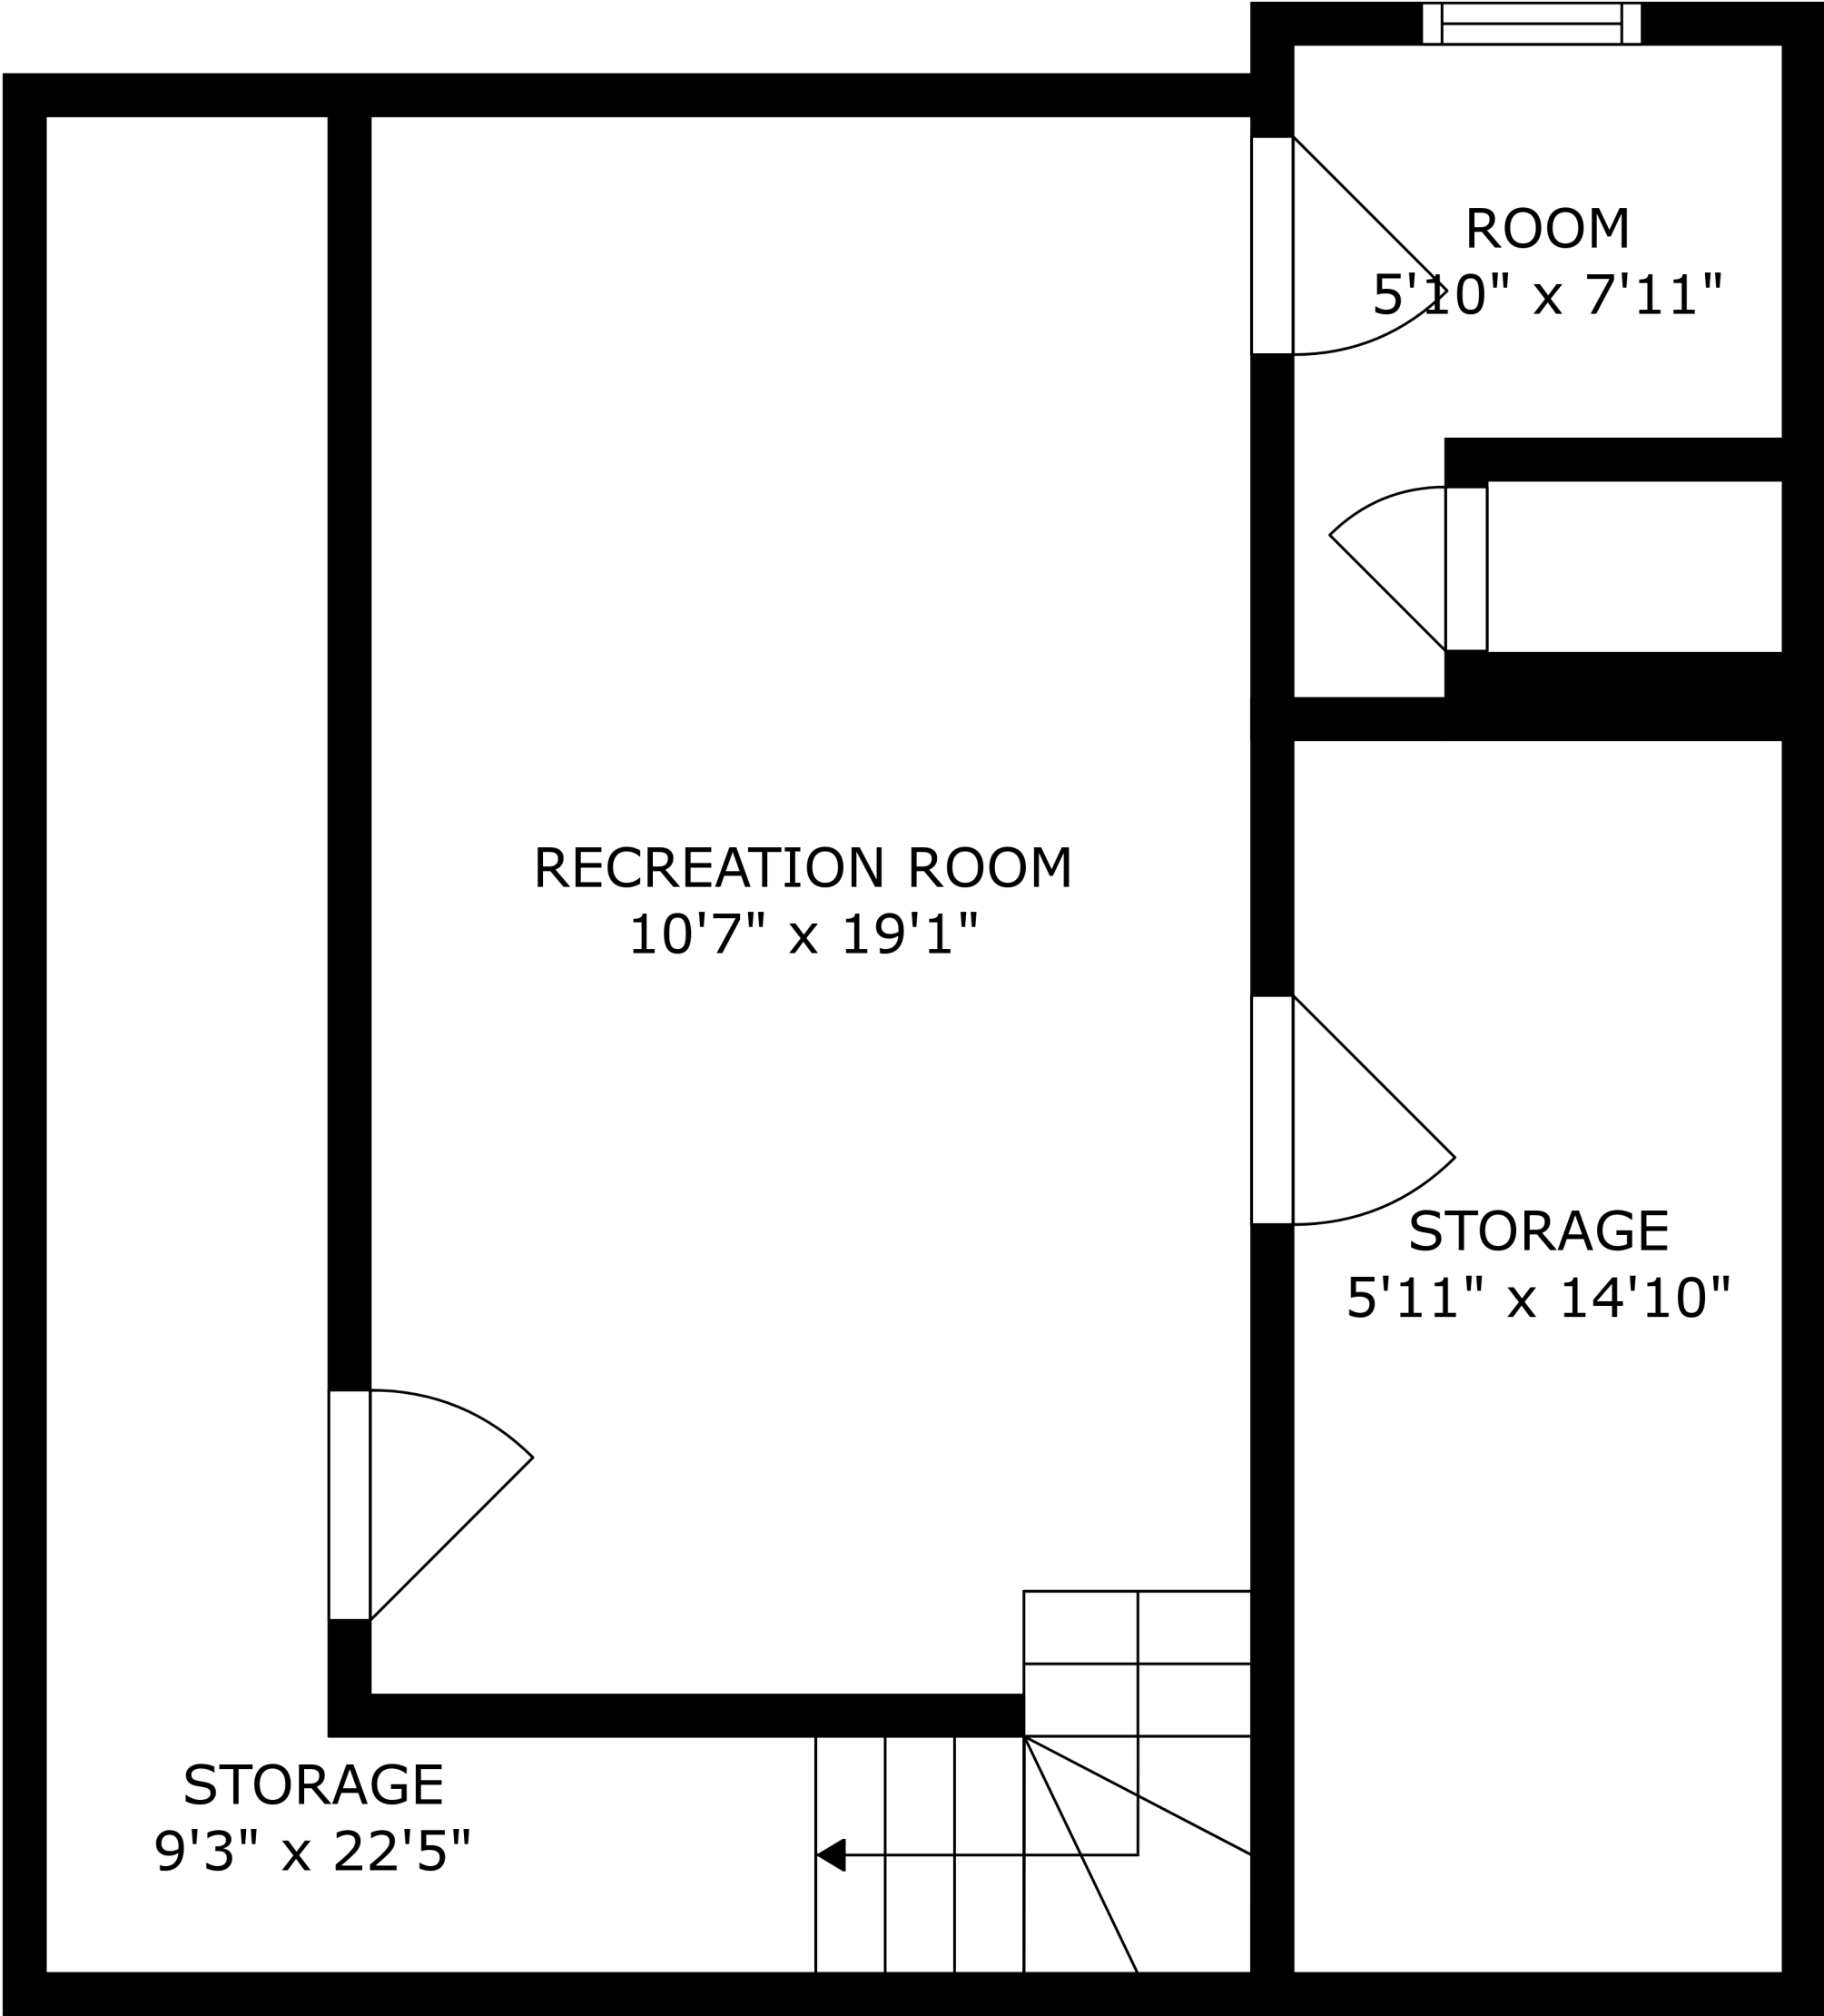 ROOM
5'10" x 7'11"
RECREATION ROOM
10'7" x 19'1"
STORAGE
5'11" x 14'10"
STORAGE
9'3" x 22'5"